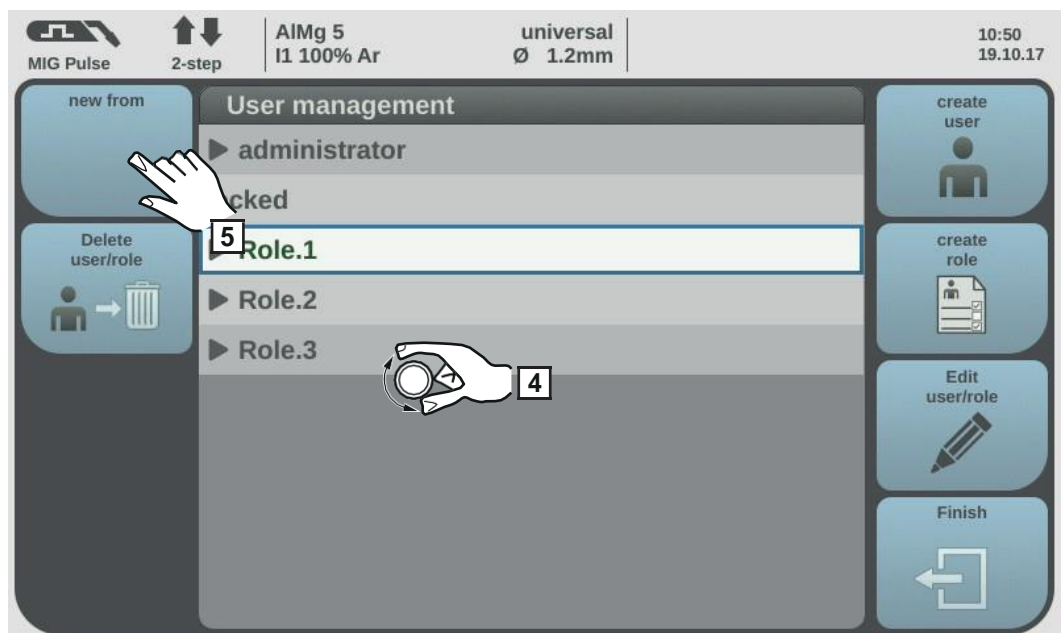 MIG Pulse
2-step
AlMg 5
I1 100% Ar
universal
Ø 1.2mm
10:50
19.10.17
new from
Delete
user/role
User management
administrator
cked
Role.1
Role.2
Role.3
5
4
create
user
create
role
Edit
user/role
Finish